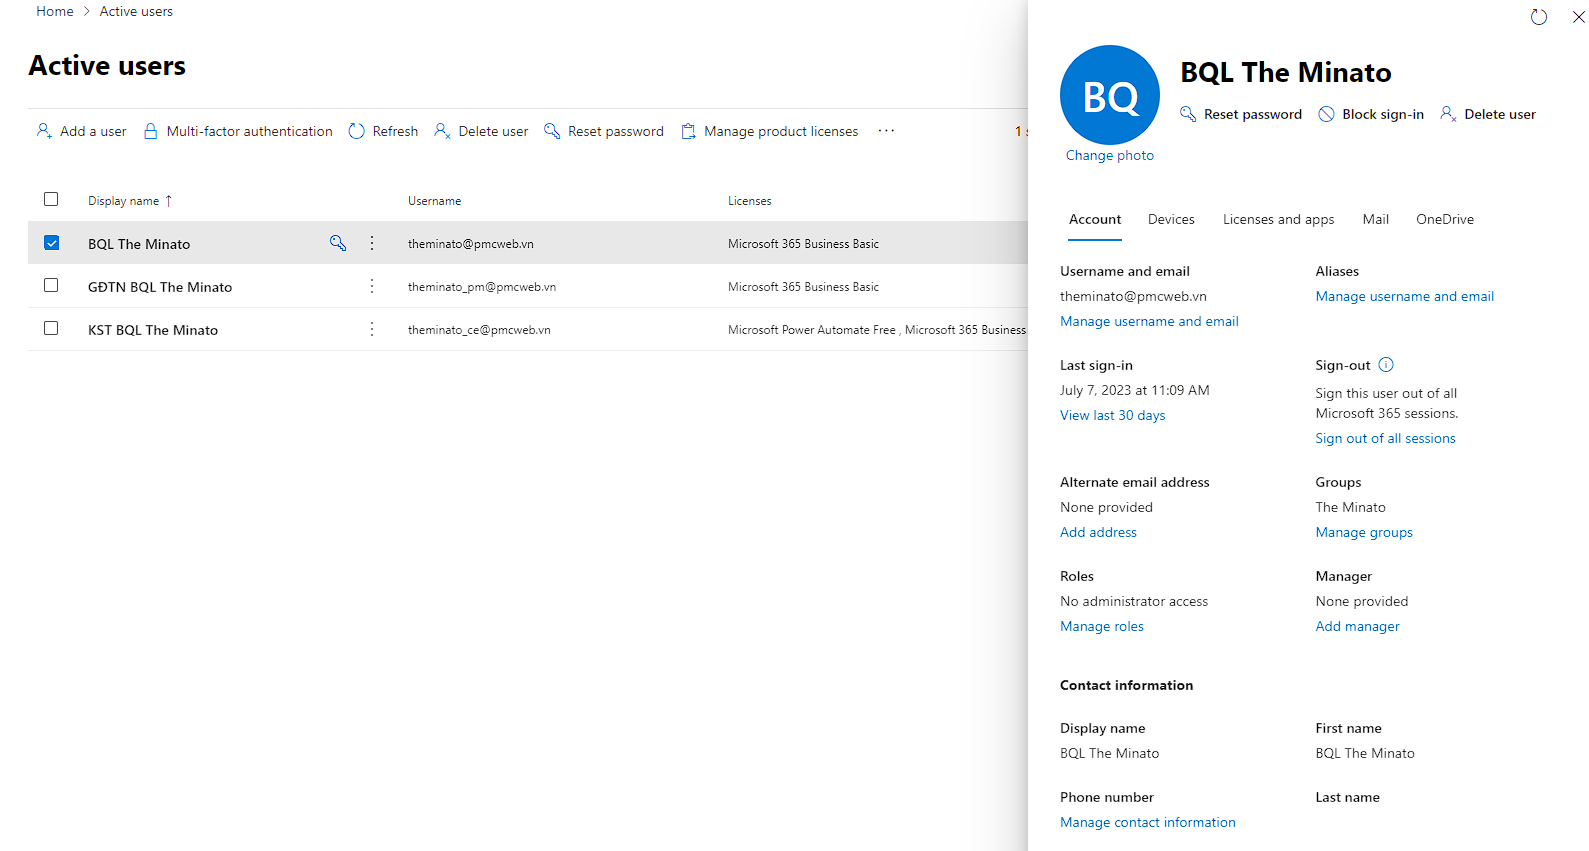 Home > Active users
Active users
Add a user Multi-factor authentication Refresh Delete user Reset password Manage product licenses ··· 1
Display name ↑ Username Licenses
BQL The Minato theminato@pmcweb.vn Microsoft 365 Business Basic
GĐTN BQL The Minato theminato_pm@pmcweb.vn Microsoft 365 Business Basic
KST BQL The Minato theminato_ce@pmcweb.vn Microsoft Power Automate Free , Microsoft 365 Business
BQ
Change photo
BQL The Minato
Reset password Block sign-in Delete user
Account Devices Licenses and apps Mail OneDrive
Username and email
theminato@pmcweb.vn
Manage username and email
Aliases
Manage username and email
Last sign-in
July 7, 2023 at 11:09 AM
View last 30 days
Sign-out
Sign this user out of all
Microsoft 365 sessions.
Sign out of all sessions
Alternate email address
None provided
Add address
Groups
The Minato
Manage groups
Roles
No administrator access
Manage roles
Manager
None provided
Add manager
Contact information
Display name
BQL The Minato
First name
BQL The Minato
Phone number
Manage contact information
Last name